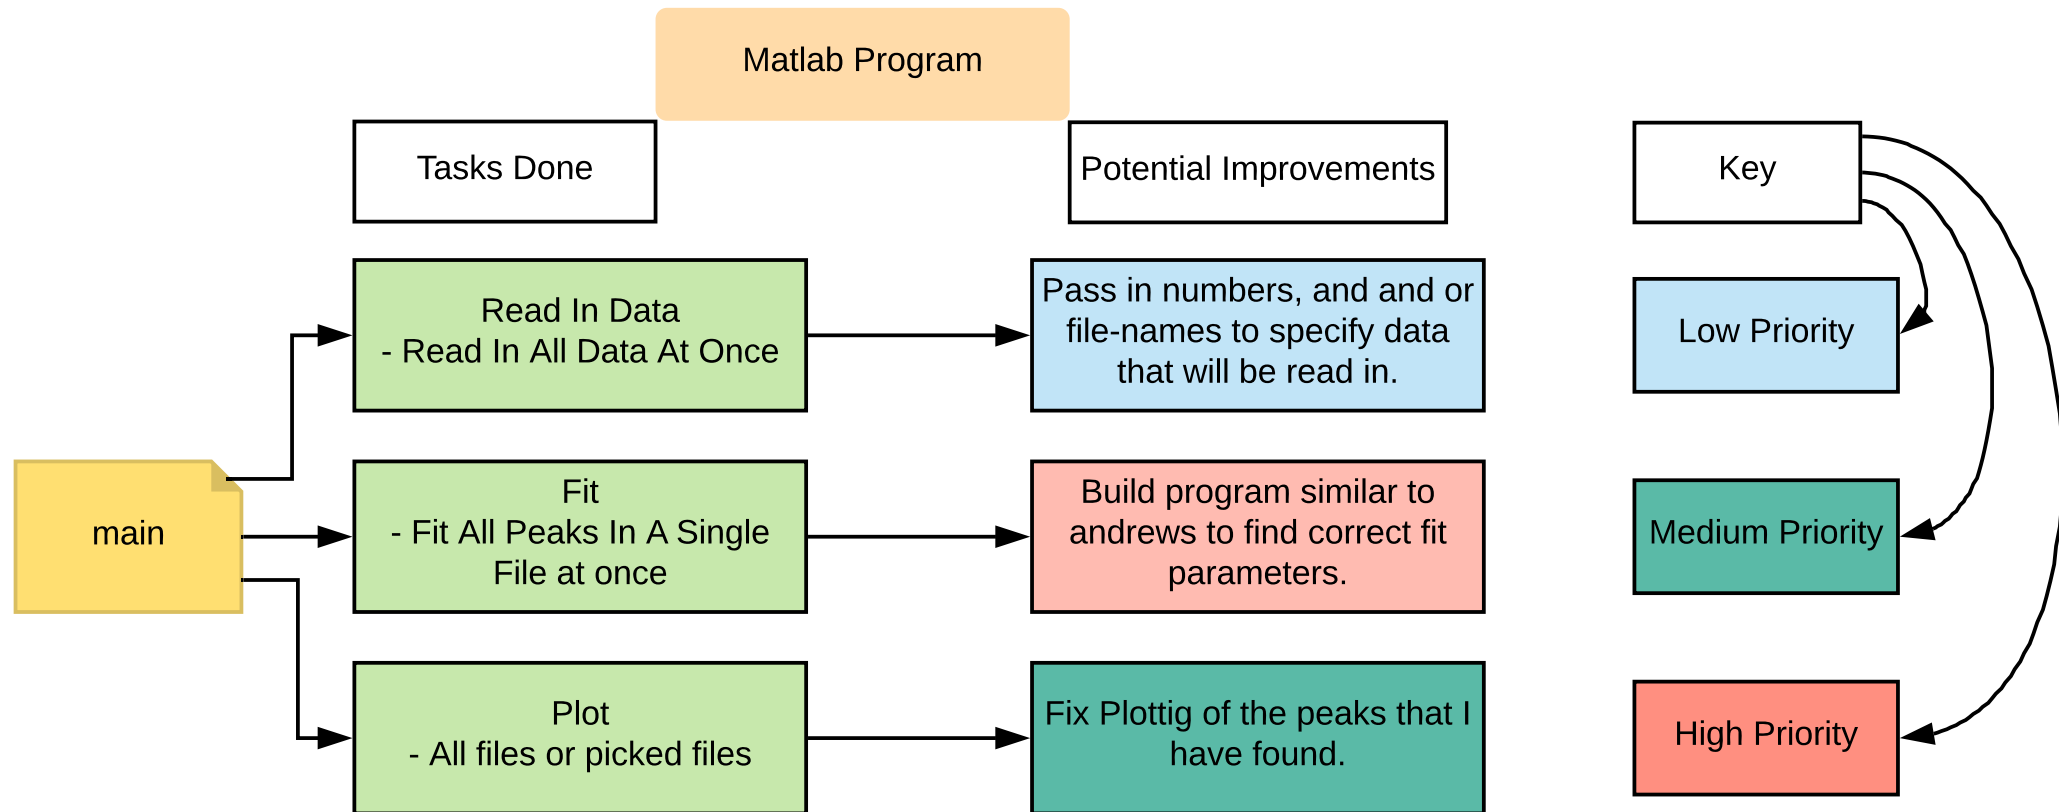 Matlab Program
Tasks Done
Potential Improvements
Key
Read In Data
- Read In All Data At Once
Pass in numbers, and and or
file-names to specify data
that will be read in.
Low Priority
main
Fit
- Fit All Peaks In A Single
File at once
Build program similar to
andrews to find correct fit
parameters.
Medium Priority
Plot
- All files or picked files
Fix Plottig of the peaks that I
have found.
High Priority